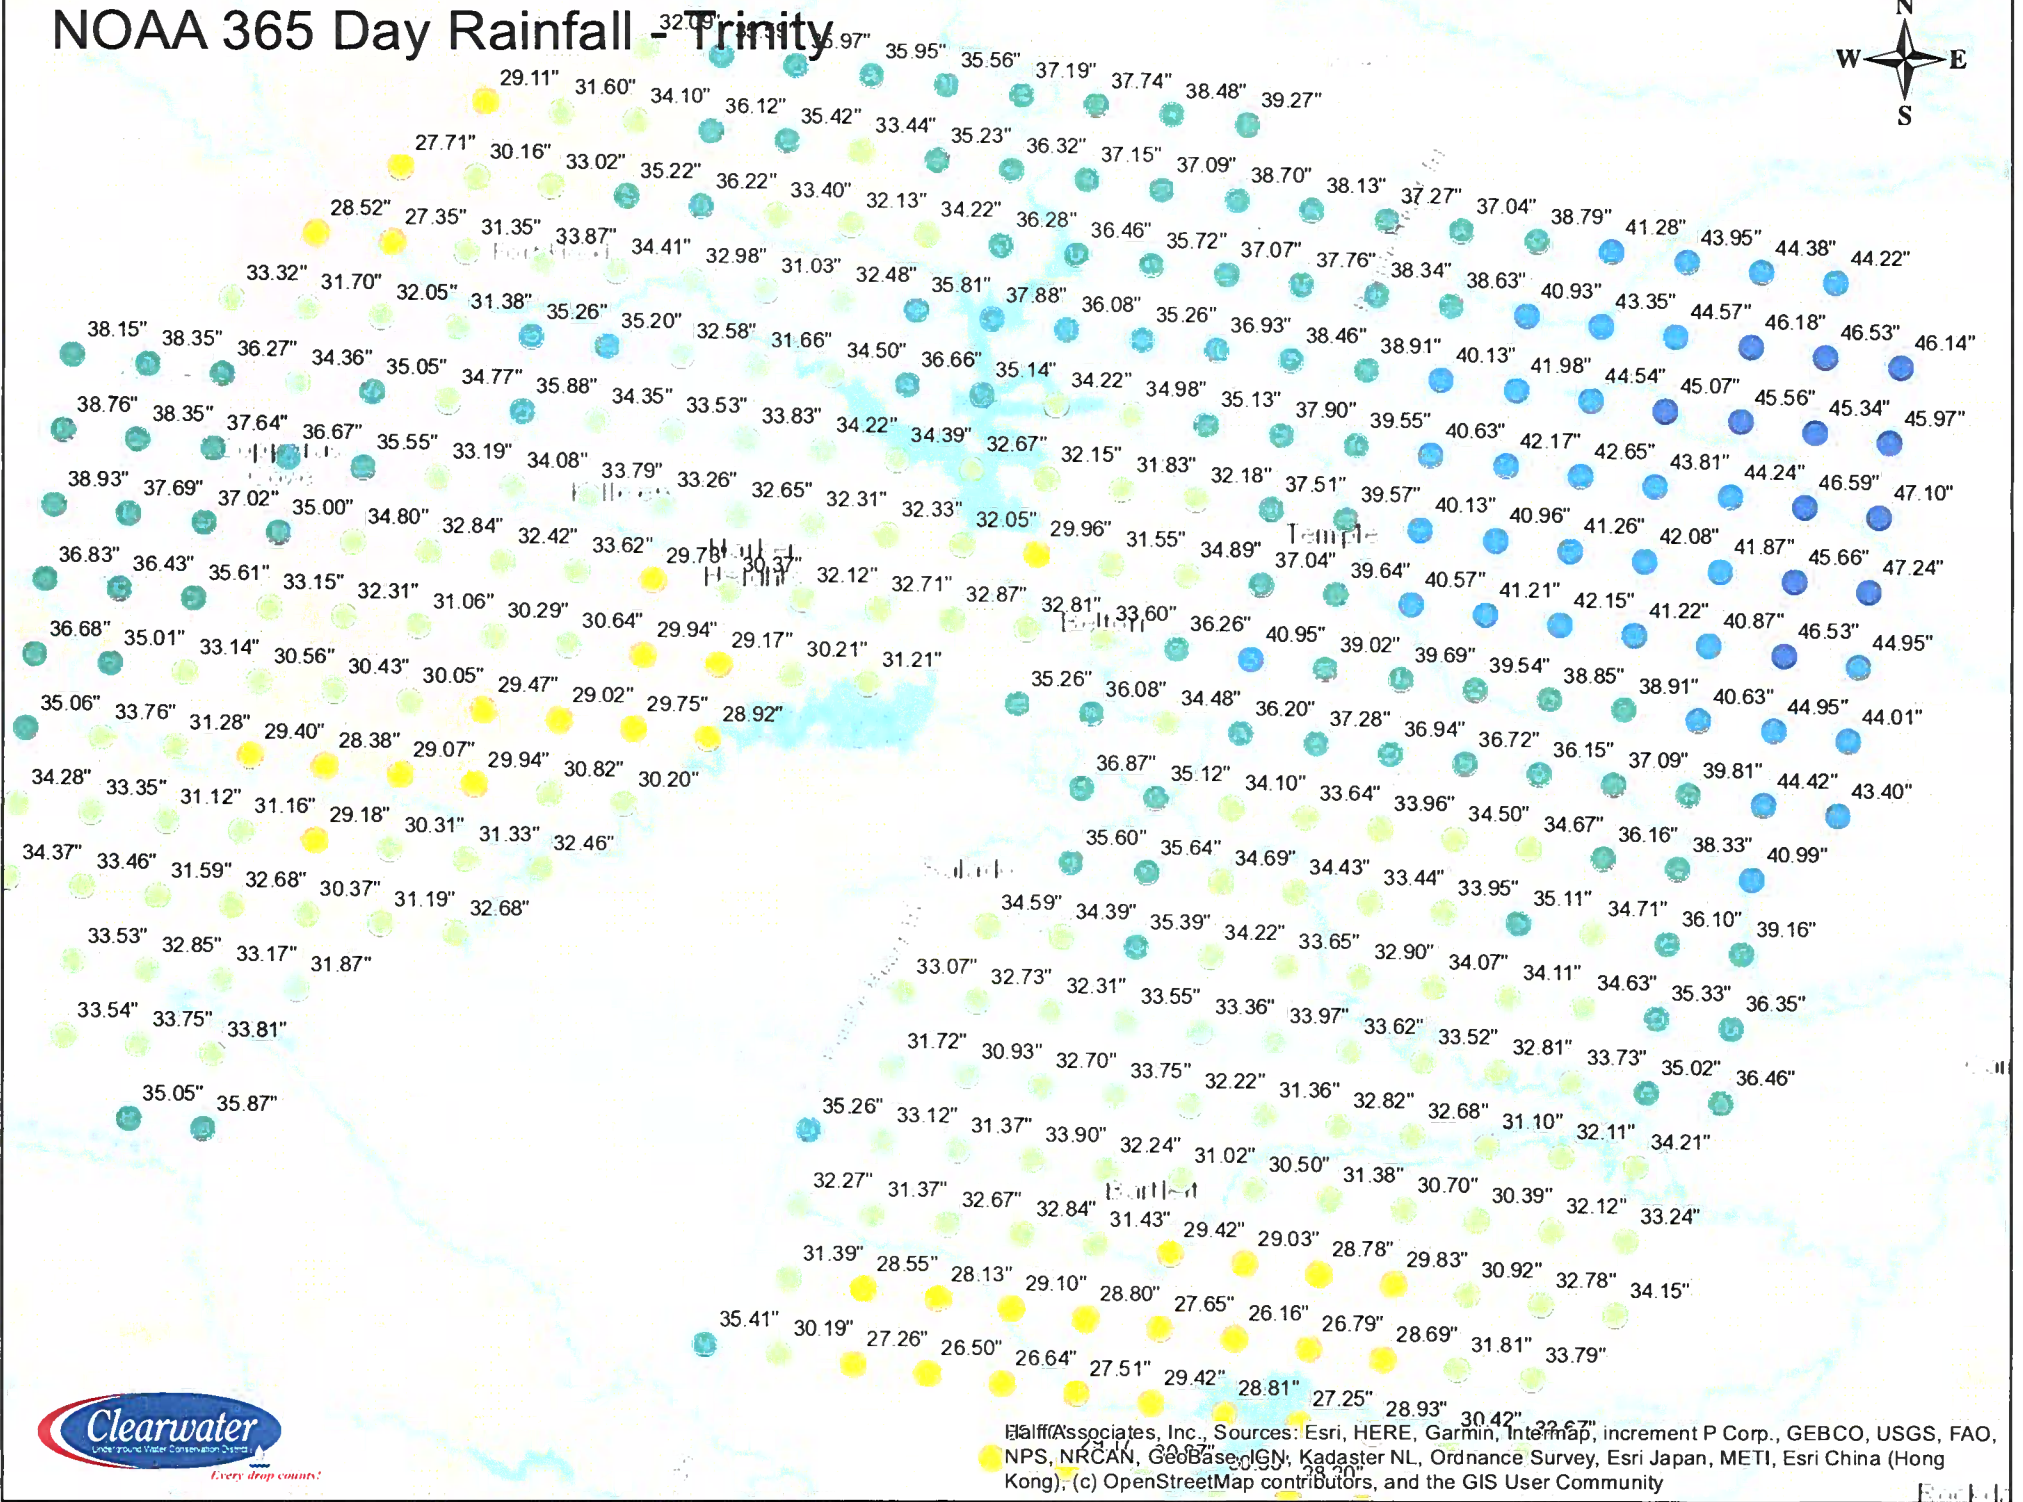 NOAA 365 Day Rainfall - Trinity
N
W E
S
32.09" 35.95" 35.56" 37.19" 37.74" 38.48" 39.27"
29.11" 31.60" 34.10" 36.12" 35.42" 33.44" 35.23" 36.32" 37.15" 37.09" 38.70" 38.13" 37.27" 37.04" 38.79" 41.28" 43.95" 44.38" 44.22"
27.71" 30.16" 33.02" 35.22" 36.22" 33.40" 32.13" 34.22" 36.28" 36.46" 35.72" 37.07" 37.76" 38.34" 38.63" 40.93" 43.35" 44.57" 46.18" 46.53" 46.14"
28.52" 27.35" 31.35" 33.87" 34.41" 32.98" 31.03" 32.48" 35.81" 37.88" 36.08" 35.26" 36.93" 38.46" 38.91" 40.13" 41.98" 44.54" 45.07" 45.56" 45.34" 45.97"
33.32" 31.70" 32.05" 31.38" 35.26" 35.20" 32.58" 31.66" 34.50" 36.66" 35.14" 34.22" 34.98" 35.13" 37.90" 39.55" 40.63" 42.17" 42.65" 43.81" 44.24" 46.59" 47.10"
38.15" 38.35" 36.27" 34.36" 35.05" 34.77" 35.88" 34.35" 33.53" 33.83" 34.22" 34.39" 32.67" 32.15" 31.83" 32.18" 37.51" 39.57" 40.13" 40.96" 41.26" 42.08" 41.87" 45.66" 47.24"
38.76" 38.35" 37.64" 36.67" 35.55" 33.19" 34.08" 33.79" 33.26" 32.65" 32.31" 32.33" 32.05" 29.96" 31.55" 34.89" 37.04" 39.64" 40.57" 41.21" 42.15" 41.22" 40.87" 46.53" 44.95"
Temple
38.93" 37.69" 37.02" 35.00" 34.80" 32.84" 32.42" 33.62" 29.73" 30.37" 32.12" 32.71" 32.87" 32.81" 33.60" 36.26" 40.95" 39.02" 39.69" 39.54" 38.85" 38.91" 40.63" 44.95" 44.01"
Belton
36.83" 36.43" 35.61" 33.15" 32.31" 31.06" 30.29" 30.64" 29.94" 29.17" 30.21" 31.21" 35.26" 36.08" 34.48" 36.20" 37.28" 36.94" 36.72" 36.15" 37.09" 39.81" 44.42" 43.40"
36.68" 35.01" 33.14" 30.56" 30.43" 30.05" 29.47" 29.02" 29.75" 28.92" 36.87" 35.12" 34.10" 33.64" 33.96" 34.50" 34.67" 36.16" 38.33" 40.99"
35.06" 33.76" 31.28" 29.40" 28.38" 29.07" 29.94" 30.82" 30.20" 35.60" 35.64" 34.69" 34.43" 33.44" 33.95" 35.11" 34.71" 36.10" 39.16"
34.28" 33.35" 31.12" 31.16" 29.18" 30.31" 31.33" 32.46" 34.59" 34.39" 35.39" 34.22" 33.65" 32.90" 34.07" 34.11" 34.63" 35.33" 36.35"
34.37" 33.46" 31.59" 32.68" 30.37" 31.19" 32.68" 33.07" 32.73" 32.31" 33.55" 33.36" 33.97" 33.62" 33.52" 32.81" 33.73" 35.02" 36.46"
33.53" 32.85" 33.17" 31.87" 31.72" 30.93" 32.70" 33.75" 32.22" 31.36" 32.82" 32.68" 31.10" 32.11" 34.21"
33.54" 33.75" 33.81" 35.26" 33.12" 31.37" 33.90" 32.24" 31.02" 30.50" 31.38" 30.70" 30.39" 32.12" 33.24"
35.05" 35.87" 32.27" 31.37" 32.67" 32.84" 31.43" 29.42" 29.03" 28.78" 29.83" 30.92" 32.78" 34.15"
Bartlett
31.39" 28.55" 28.13" 29.10" 28.80" 27.65" 26.16" 26.79" 28.69" 31.81" 33.79"
35.41" 30.19" 27.26" 26.50" 26.64" 27.51" 29.42" 28.81" 27.25" 28.93" 30.42"
Clearwater
Underground Water Conservation District
Every drop counts!
Halff Associates, Inc., Sources: Esri, HERE, Garmin, Intermap, increment P Corp., GEBCO, USGS, FAO,
NPS, NRCAN, GeoBase, IGN, Kadaster NL, Ordnance Survey, Esri Japan, METI, Esri China (Hong
Kong), (c) OpenStreetMap contributors, and the GIS User Community